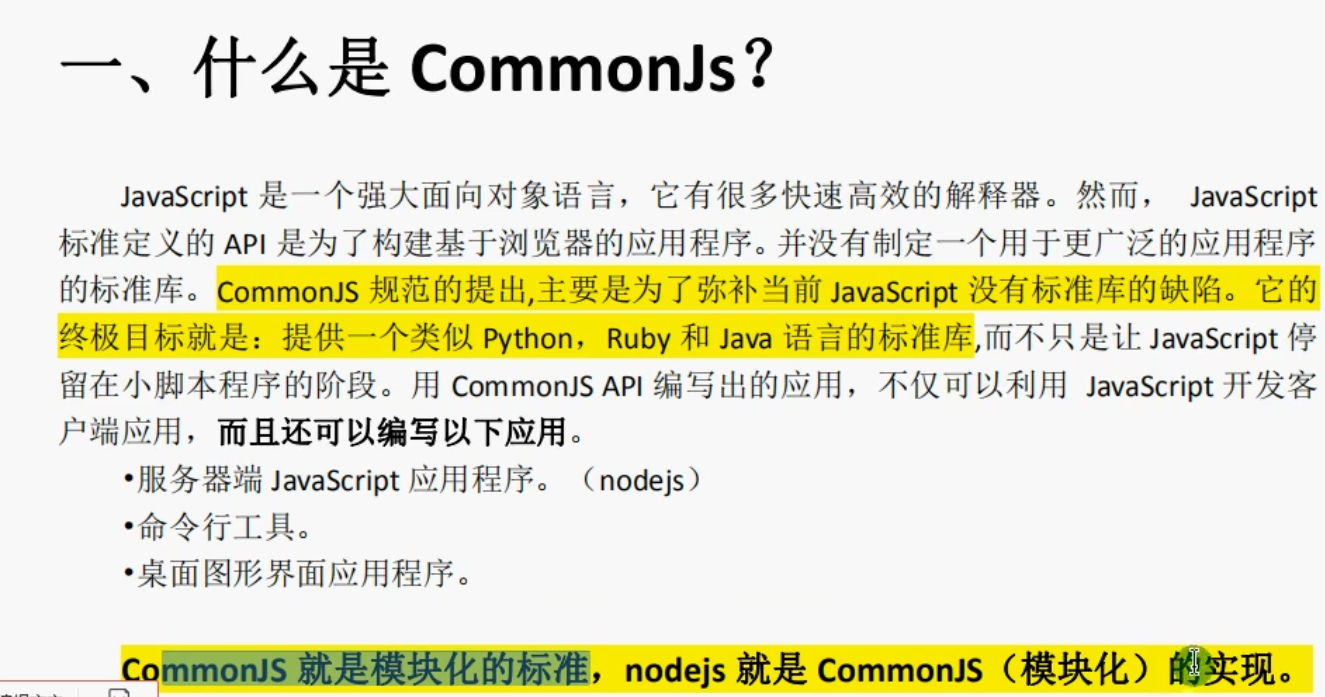 一、什么是 CommonJs？
JavaScript 是一个强大面向对象语言，它有很多快速高效的解释器。然而， JavaScript
标准定义的 API 是为了构建基于浏览器的应用程序。并没有制定一个用于更广泛的应用程序
的标准库。CommonJS 规范的提出,主要是为了弥补当前 JavaScript 没有标准库的缺陷。它的
终极目标就是：提供一个类似 Python，Ruby 和 Java 语言的标准库,而不只是让 JavaScript 停
留在小脚本程序的阶段。用 CommonJS API 编写出的应用，不仅可以利用 JavaScript 开发客
户端应用，而且还可以编写以下应用。
•服务器端 JavaScript 应用程序。（nodejs）
•命令行工具。
•桌面图形界面应用程序。
CommonJS 就是模块化的标准，nodejs 就是 CommonJS（模块化）的实现。